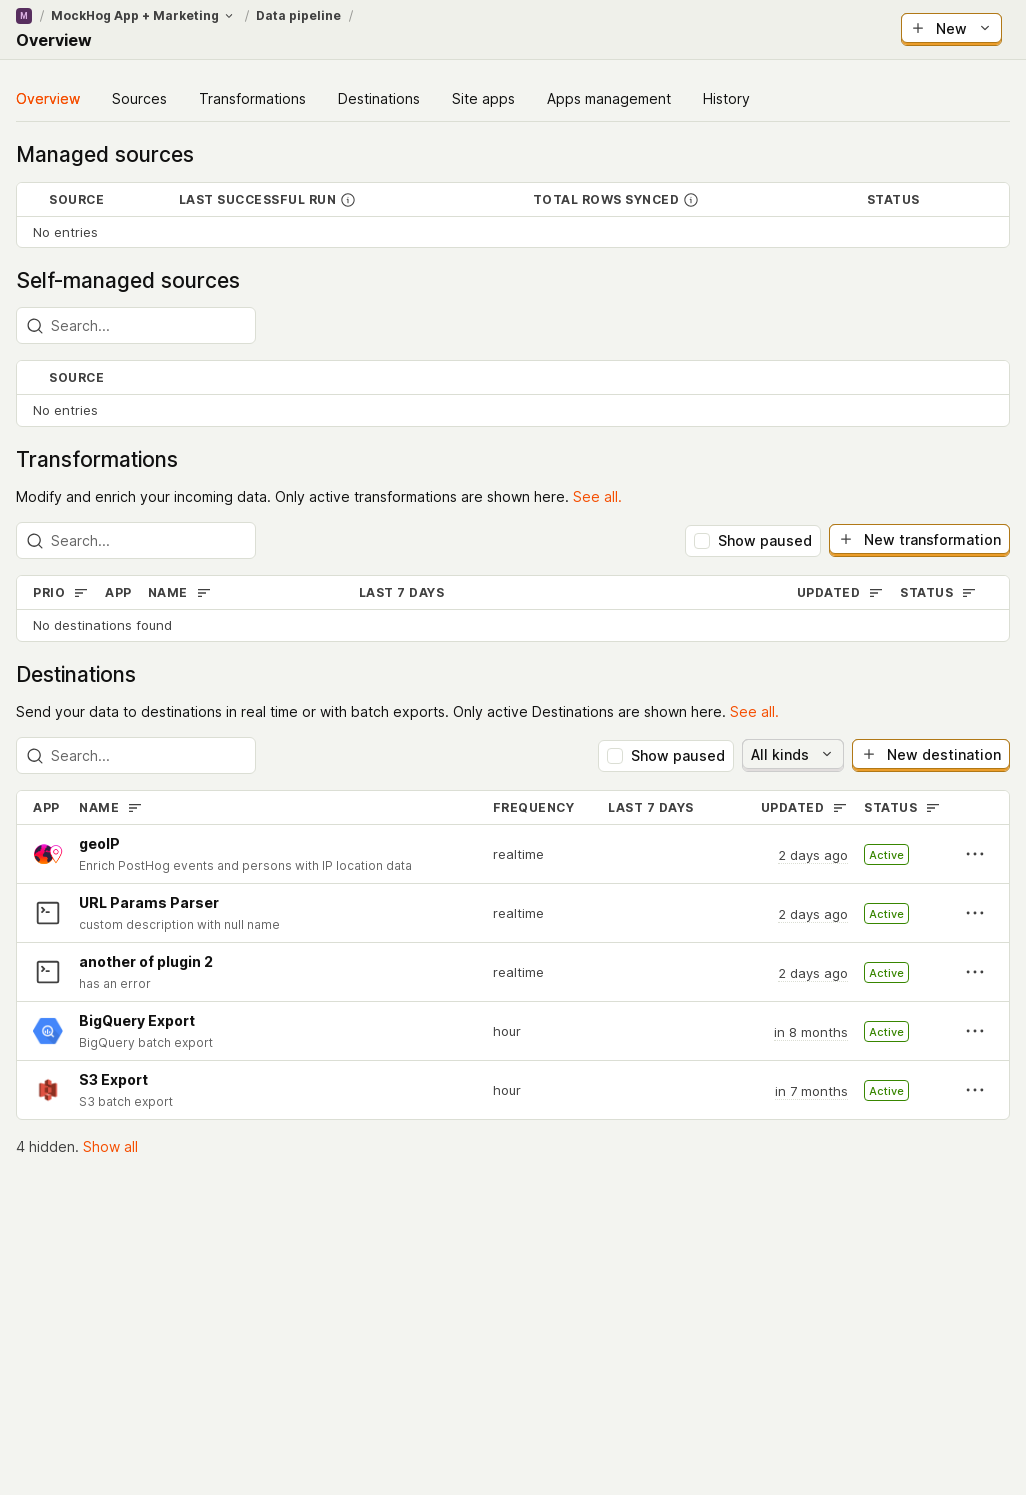 M / MockHog App + Marketing / Data pipeline /
Overview
New
Overview Sources Transformations Destinations Site apps Apps management History
Managed sources
SOURCE LAST SUCCESSFUL RUN TOTAL ROWS SYNCED STATUS
No entries
Self-managed sources
Search...
SOURCE
No entries
Transformations
Modify and enrich your incoming data. Only active transformations are shown here. See all.
Search... Show paused New transformation
PRIO APP NAME LAST 7 DAYS UPDATED STATUS
No destinations found
Destinations
Send your data to destinations in real time or with batch exports. Only active Destinations are shown here. See all.
Search... Show paused All kinds New destination
APP NAME FREQUENCY LAST 7 DAYS UPDATED STATUS
geoIP
Enrich PostHog events and persons with IP location data
realtime 2 days ago Active
URL Params Parser
custom description with null name
realtime 2 days ago Active
another of plugin 2
has an error
realtime 2 days ago Active
BigQuery Export
BigQuery batch export
hour in 8 months Active
S3 Export
S3 batch export
hour in 7 months Active
4 hidden. Show all